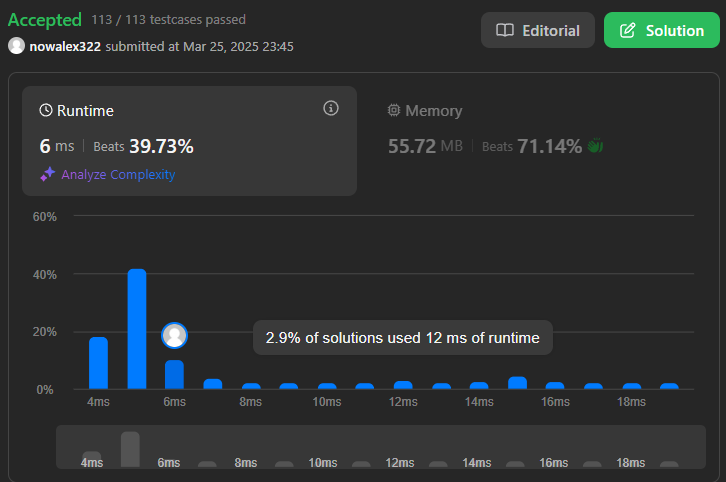 Accepted 113 / 113 testcases passed
nowalex322 submitted at Mar 25, 2025 23:45
Editorial
Solution
Runtime
6 ms | Beats 39.73%
Analyze Complexity
Memory
55.72 MB | Beats 71.14%
60%
40%
20%
0%
2.9% of solutions used 12 ms of runtime
4ms 6ms 8ms 10ms 12ms 14ms 16ms 18ms
4ms 6ms 8ms 10ms 12ms 14ms 16ms 18ms